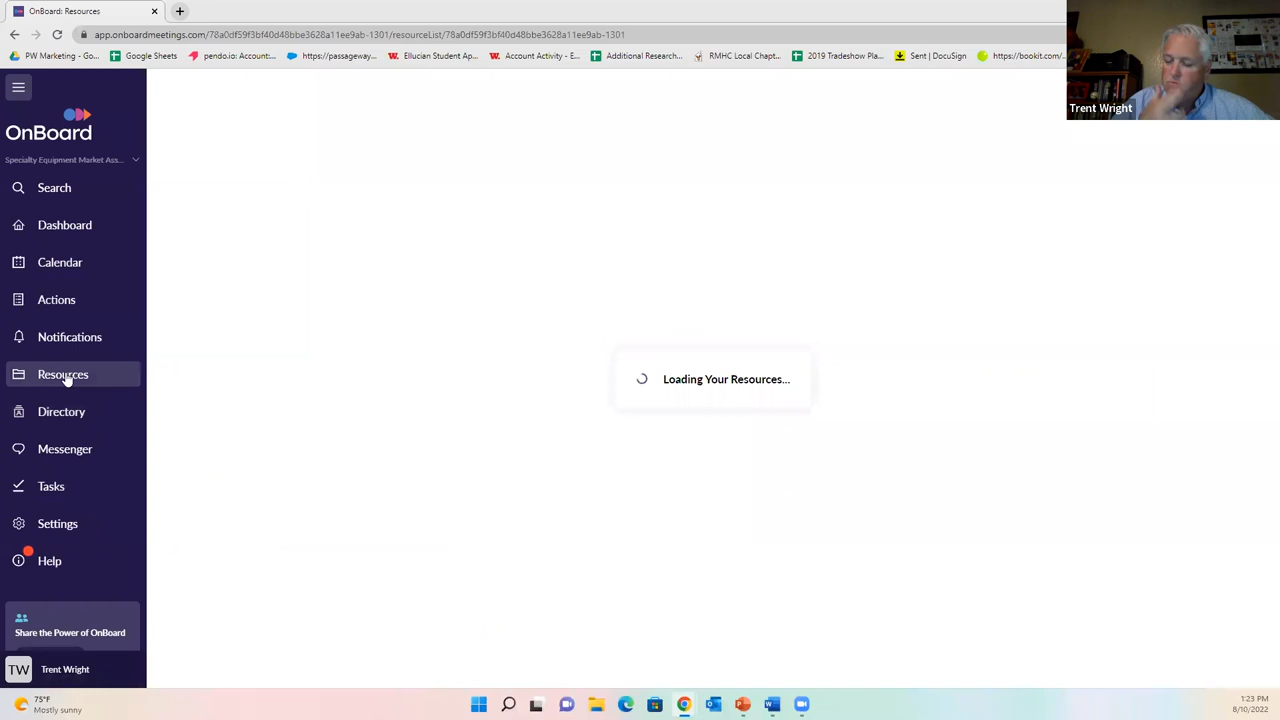 OnBoard: Resources
app.onboardmeetings.com/78a0df59f3bf40d48bbe3628a11ee9ab-1301/resourceList/78a0df59f3bf40d48bbe3628a11ee9ab-1301
PW Marketing - Go...
Google Sheets
pendo.io: Account:...
https://passagewa...
Ellucian Student Ap...
Account Activity - E...
Additional Research...
RMHC Local Chapt...
2019 Tradeshow Pla...
Sent | DocuSign
https://bookit.com/...
Trent Wright
OnBoard
Specialty Equipment Market Ass...
Search
Dashboard
Calendar
Actions
Notifications
Resources
Loading Your Resources...
Directory
Messenger
Tasks
Settings
Help
Share the Power of OnBoard
TW
Trent Wright
75°F
Mostly sunny
1:23 PM
8/10/2022